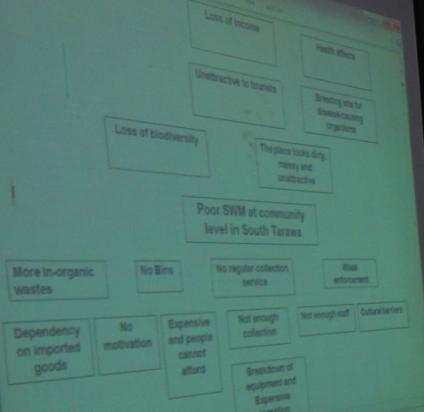 Loss of Income
Health effects
Unattractive to tourists
Breeding site for
disease-causing
organisms
Loss of biodiversity
The place looks dirty,
messy and
unattractive
Poor SWM at community
level in South Tarawa
More in-organic
wastes
No Bins
No regular collection
service
Weak
enforcement
Dependency
on imported
goods
No
motivation
Expensive
and people
cannot
afford
Not enough
collection
Not enough staff
Cultural barriers
Breakdown of
equipment and
Expensive